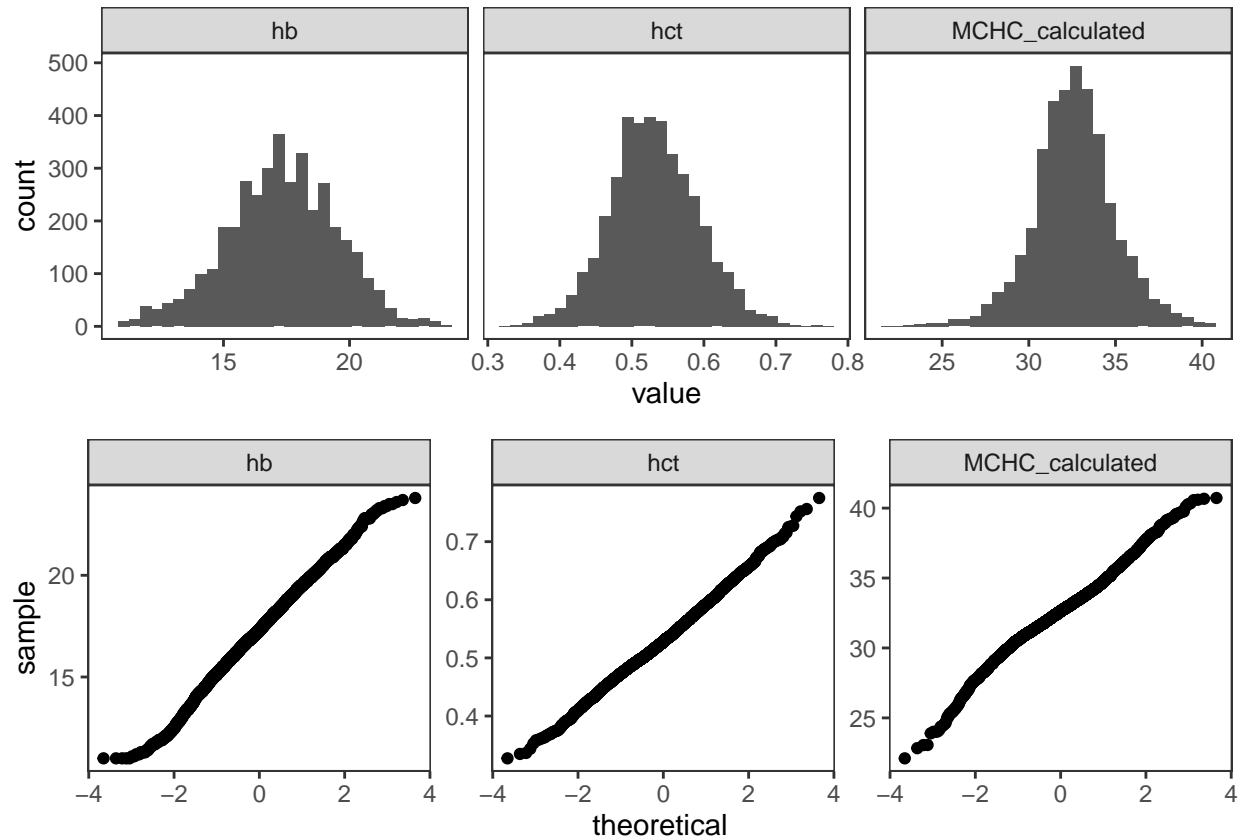 hb hct MCHC_calculated
500
400
300
200
100
0
count
15 20 0.3 0.4 0.5 0.6 0.7 0.8 25 30 35 40
value
hb hct MCHC_calculated
20
15
0.7
0.6
0.5
0.4
40
35
30
25
sample
−4 −2 0 2 4 −4 −2 0 2 4 −4 −2 0 2 4
theoretical